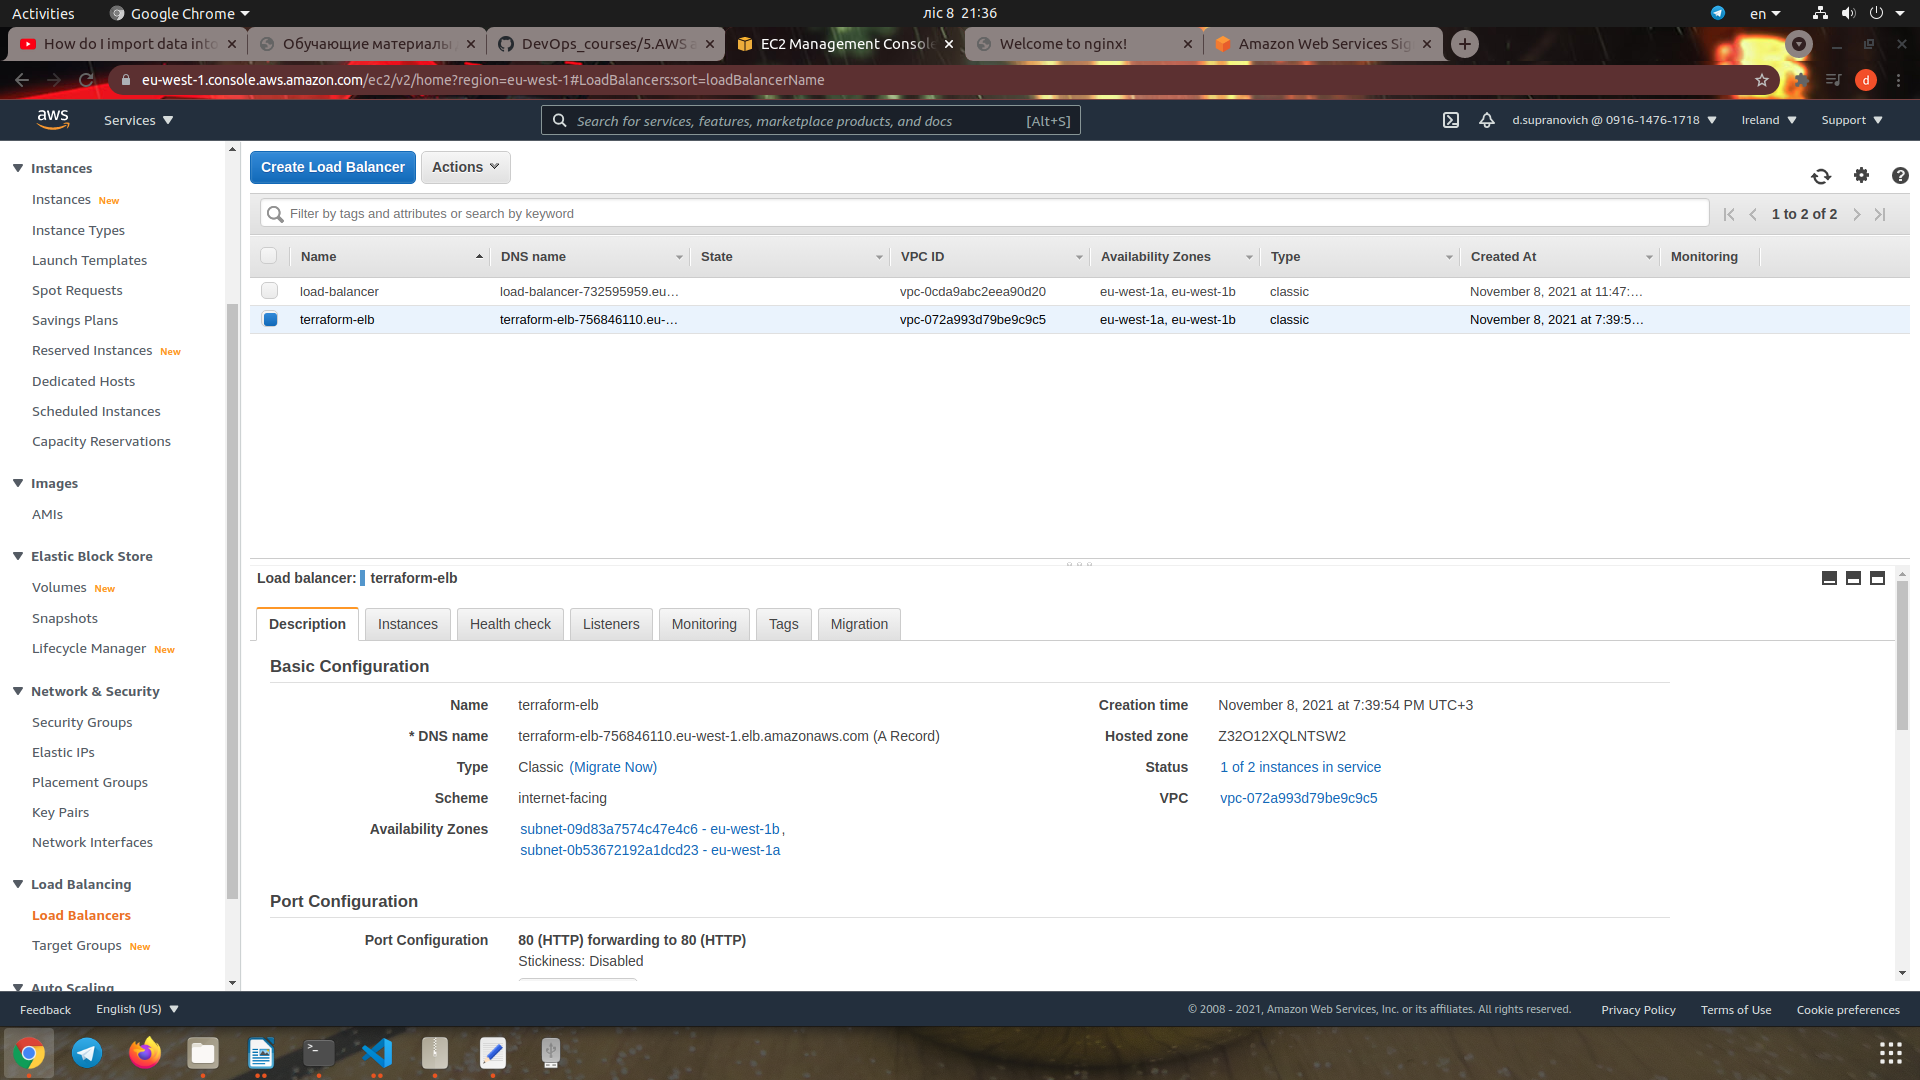 Activities
Google Chrome
ліс 8 21:36
en
How do I import data into
Обучающие материалы
DevOps_courses/5.AWS a
EC2 Management Console
Welcome to nginx!
Amazon Web Services Sig
eu-west-1.console.aws.amazon.com/ec2/v2/home?region=eu-west-1#LoadBalancers:sort=loadBalancerName
d
aws
Services
Search for services, features, marketplace products, and docs
[Alt+S]
d.supranovich @ 0916-1476-1718
Ireland
Support
Instances
Instances New
Instance Types
Launch Templates
Spot Requests
Savings Plans
Reserved Instances New
Dedicated Hosts
Scheduled Instances
Capacity Reservations
Images
AMIs
Elastic Block Store
Volumes New
Snapshots
Lifecycle Manager New
Network & Security
Security Groups
Elastic IPs
Placement Groups
Key Pairs
Network Interfaces
Load Balancing
Load Balancers
Target Groups New
Auto Scaling
Create Load Balancer
Actions
Filter by tags and attributes or search by keyword
1 to 2 of 2
Name DNS name State VPC ID Availability Zones Type Created At Monitoring
load-balancer load-balancer-732595959.eu... vpc-0cda9abc2eea90d20 eu-west-1a, eu-west-1b classic November 8, 2021 at 11:47:...
terraform-elb terraform-elb-756846110.eu-... vpc-072a993d79be9c9c5 eu-west-1a, eu-west-1b classic November 8, 2021 at 7:39:5...
Load balancer: terraform-elb
Description Instances Health check Listeners Monitoring Tags Migration
Basic Configuration
Name terraform-elb
* DNS name terraform-elb-756846110.eu-west-1.elb.amazonaws.com (A Record)
Type Classic (Migrate Now)
Scheme internet-facing
Availability Zones subnet-09d83a7574c47e4c6 - eu-west-1b,
subnet-0b53672192a1dcd23 - eu-west-1a
Creation time November 8, 2021 at 7:39:54 PM UTC+3
Hosted zone Z32O12XQLNTSW2
Status 1 of 2 instances in service
VPC vpc-072a993d79be9c9c5
Port Configuration
Port Configuration 80 (HTTP) forwarding to 80 (HTTP)
Stickiness: Disabled
Feedback
English (US)
© 2008 - 2021, Amazon Web Services, Inc. or its affiliates. All rights reserved.
Privacy Policy
Terms of Use
Cookie preferences